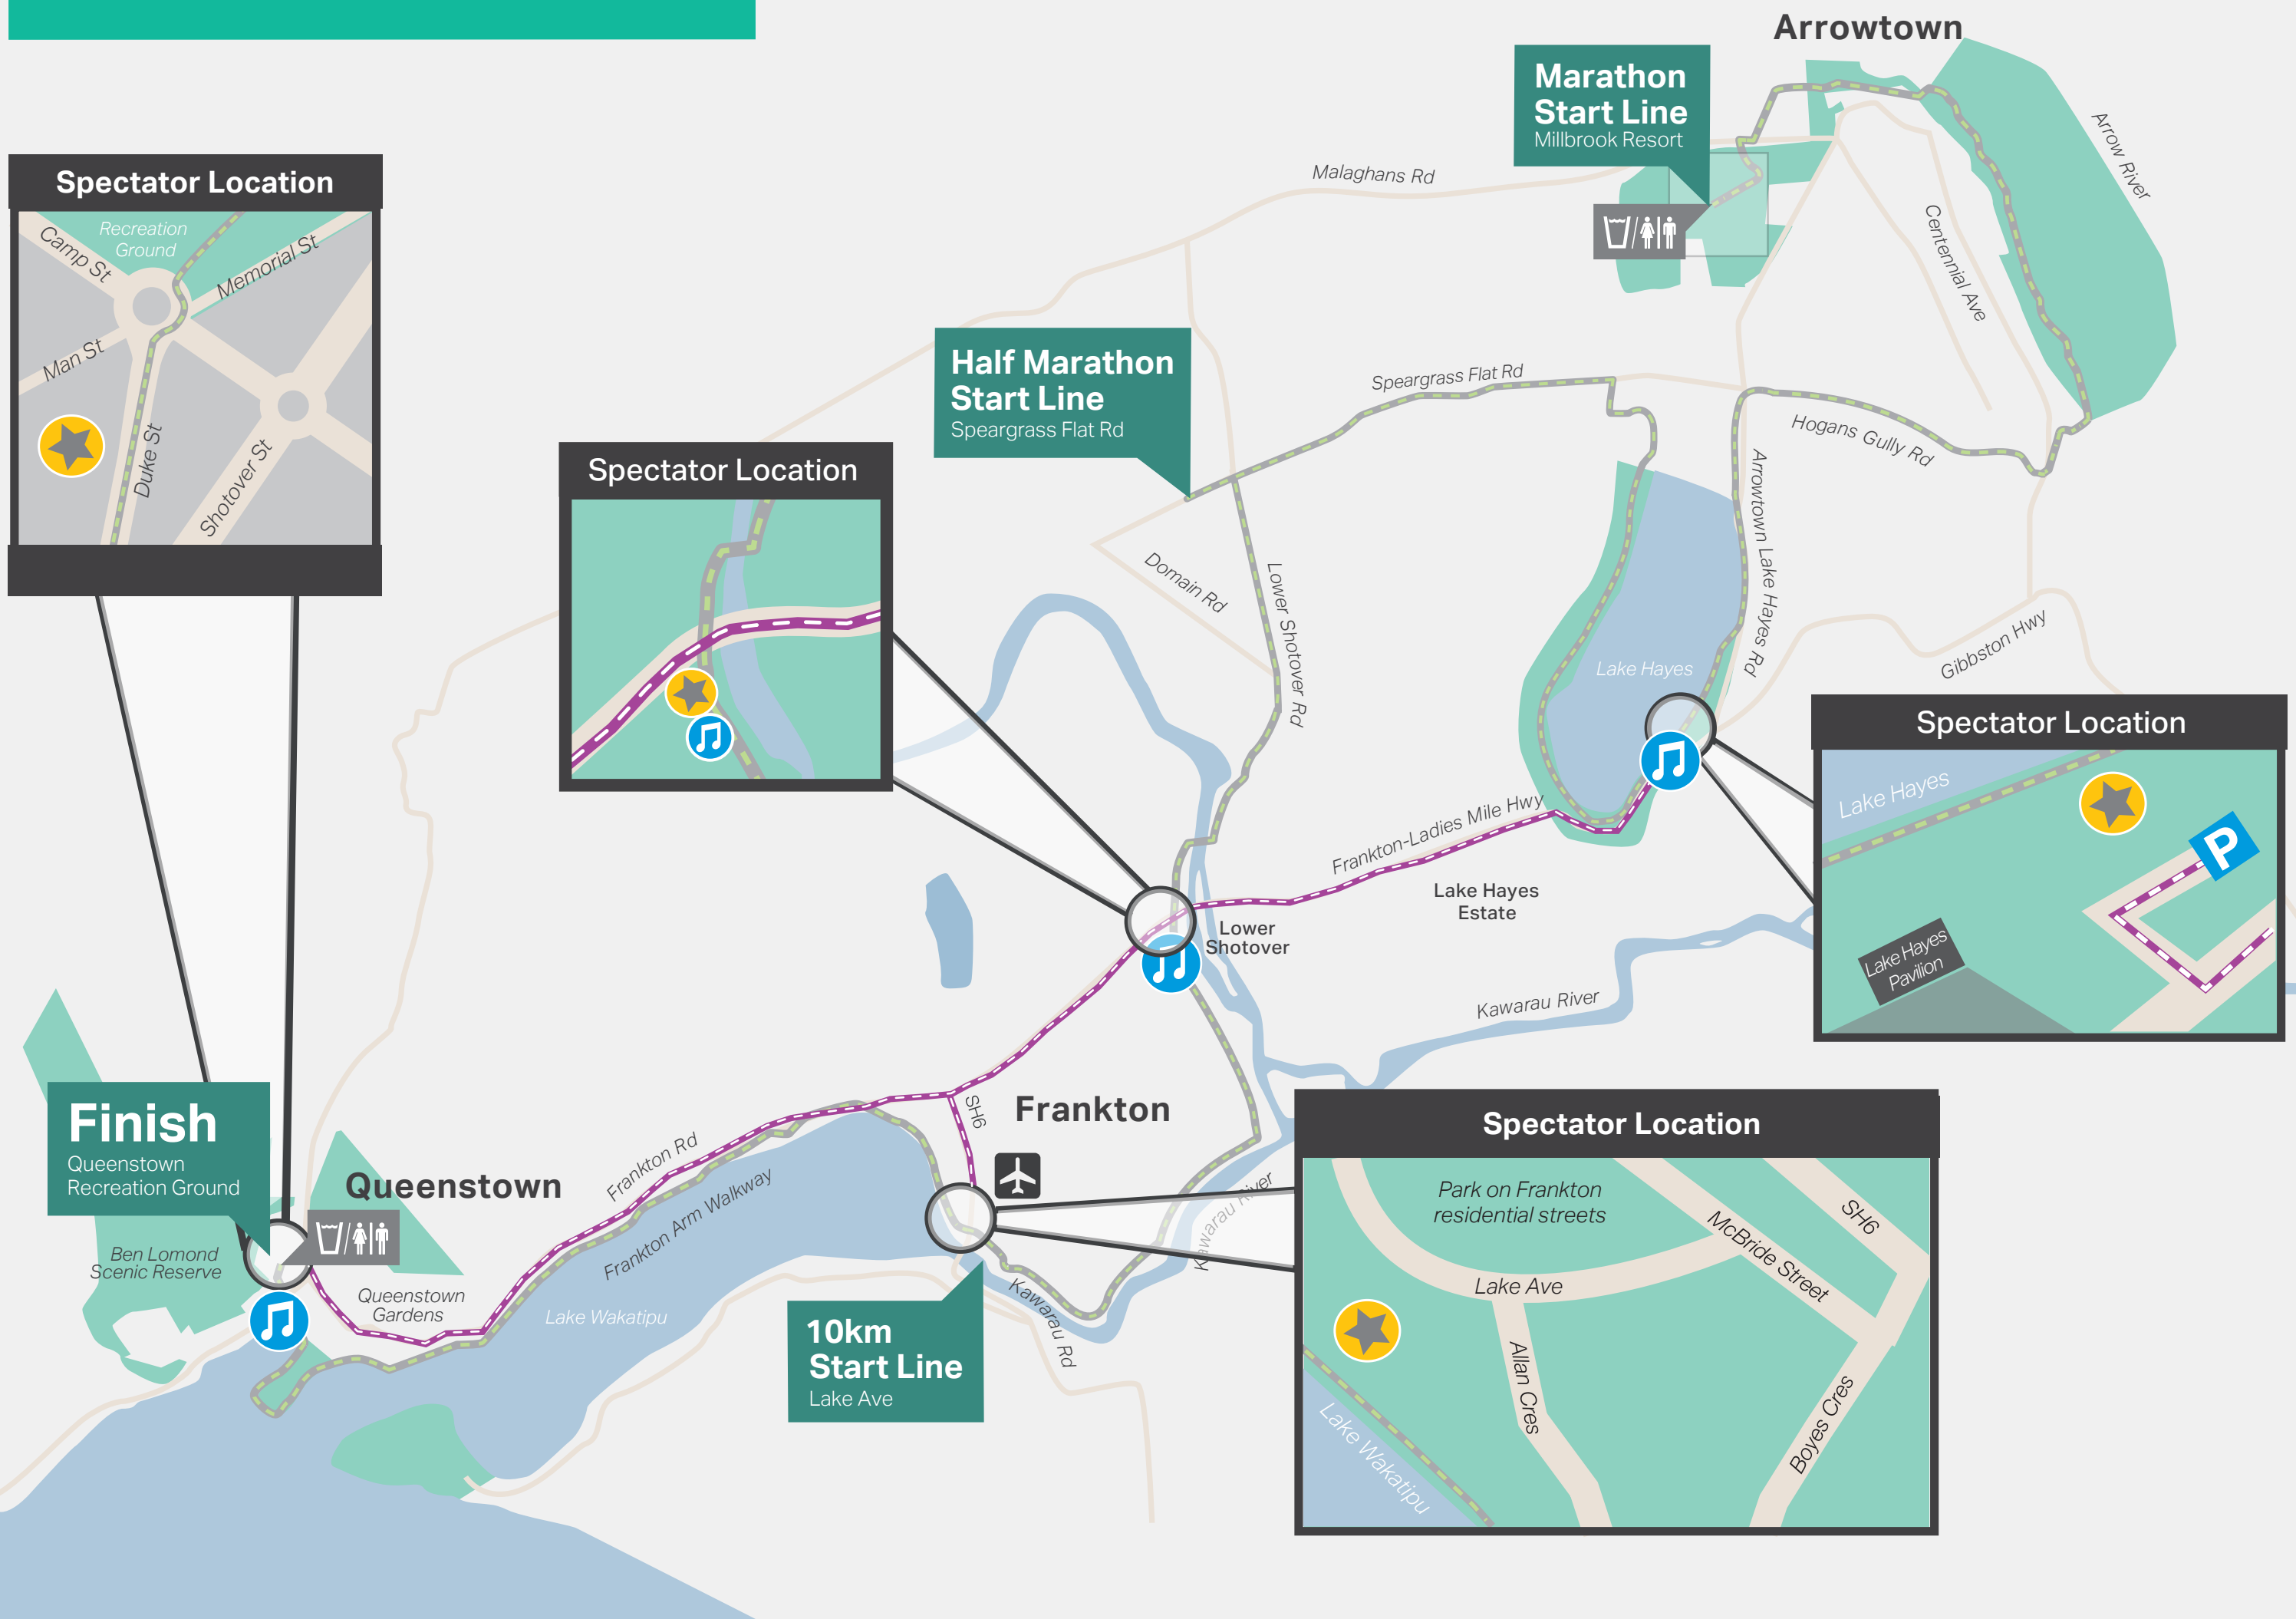 Arrowtown
Marathon
Start Line
Millbrook Resort
Malaghans Rd
Arrow River
Centennial Ave
Spectator Location
Recreation
Ground
Camp St
Memorial St
Man St
Duke St
Shotover St
Half Marathon
Start Line
Speargrass Flat Rd
Speargrass Flat Rd
Hogans Gully Rd
Arrowtown Lake Hayes Rd
Spectator Location
Domain Rd
Lower Shotover Rd
Lake Hayes
Gibbston Hwy
Spectator Location
Lake Hayes
P
Lake Hayes
Pavilion
Frankton-Ladies Mile Hwy
Lake Hayes
Estate
Lower
Shotover
Kawarau River
SH6
Frankton
Finish
Queenstown
Recreation Ground
Queenstown
Frankton Rd
Frankton Arm Walkway
Kawarau River
Ben Lomond
Scenic Reserve
Queenstown
Gardens
Lake Wakatipu
Kawarau Rd
10km
Start Line
Lake Ave
Spectator Location
Park on Frankton
residential streets
SH6
McBride Street
Lake Ave
Allan Cres
Boyes Cres
Lake Wakatipu